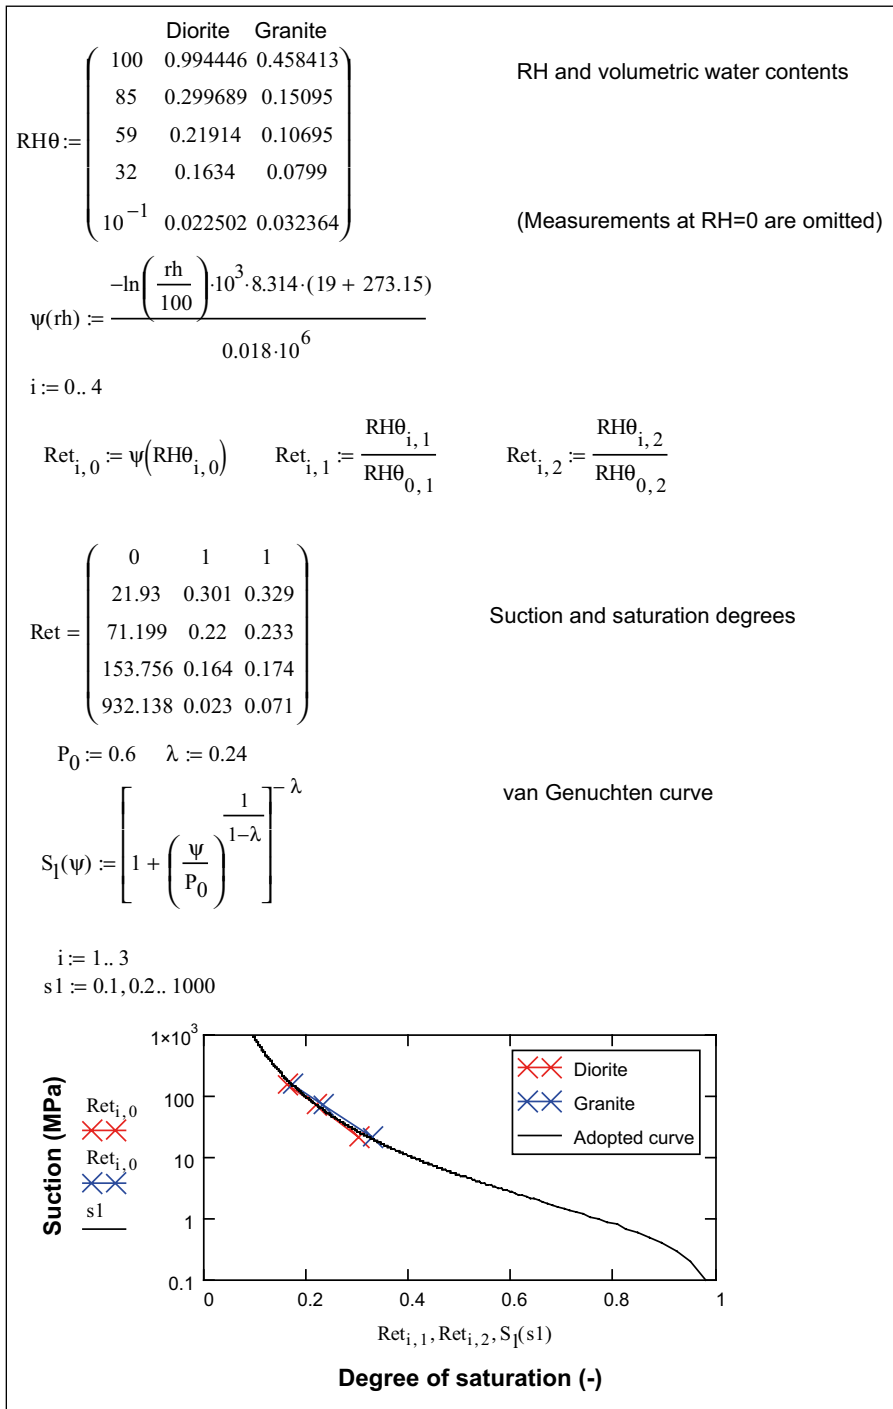 Diorite Granite
RHθ := ( 100 0.994446 0.458413
85 0.299689 0.15095
59 0.21914 0.10695
32 0.1634 0.0799
10^−1 0.022502 0.032364 )
RH and volumetric water contents
(Measurements at RH=0 are omitted)
ψ(rh) := −ln(rh/100)·10^3·8.314·(19 + 273.15) / 0.018·10^6
i := 0.. 4
Ret_i, 0 := ψ(RHθ_i, 0) Ret_i, 1 := RHθ_i, 1 / RHθ_0, 1 Ret_i, 2 := RHθ_i, 2 / RHθ_0, 2
Ret = ( 0 1 1
21.93 0.301 0.329
71.199 0.22 0.233
153.756 0.164 0.174
932.138 0.023 0.071 )
Suction and saturation degrees
P_0 := 0.6 λ := 0.24
S_l(ψ) := [1 + (ψ/P_0)^(1/(1−λ))]^−λ
van Genuchten curve
i := 1.. 3
s1 := 0.1, 0.2.. 1000
Suction (MPa)
Ret_i, 0
Ret_i, 0
s1
1×10^3
100
10
1
0.1
Diorite
Granite
Adopted curve
0 0.2 0.4 0.6 0.8 1
Ret_i, 1, Ret_i, 2, S_l(s1)
Degree of saturation (-)